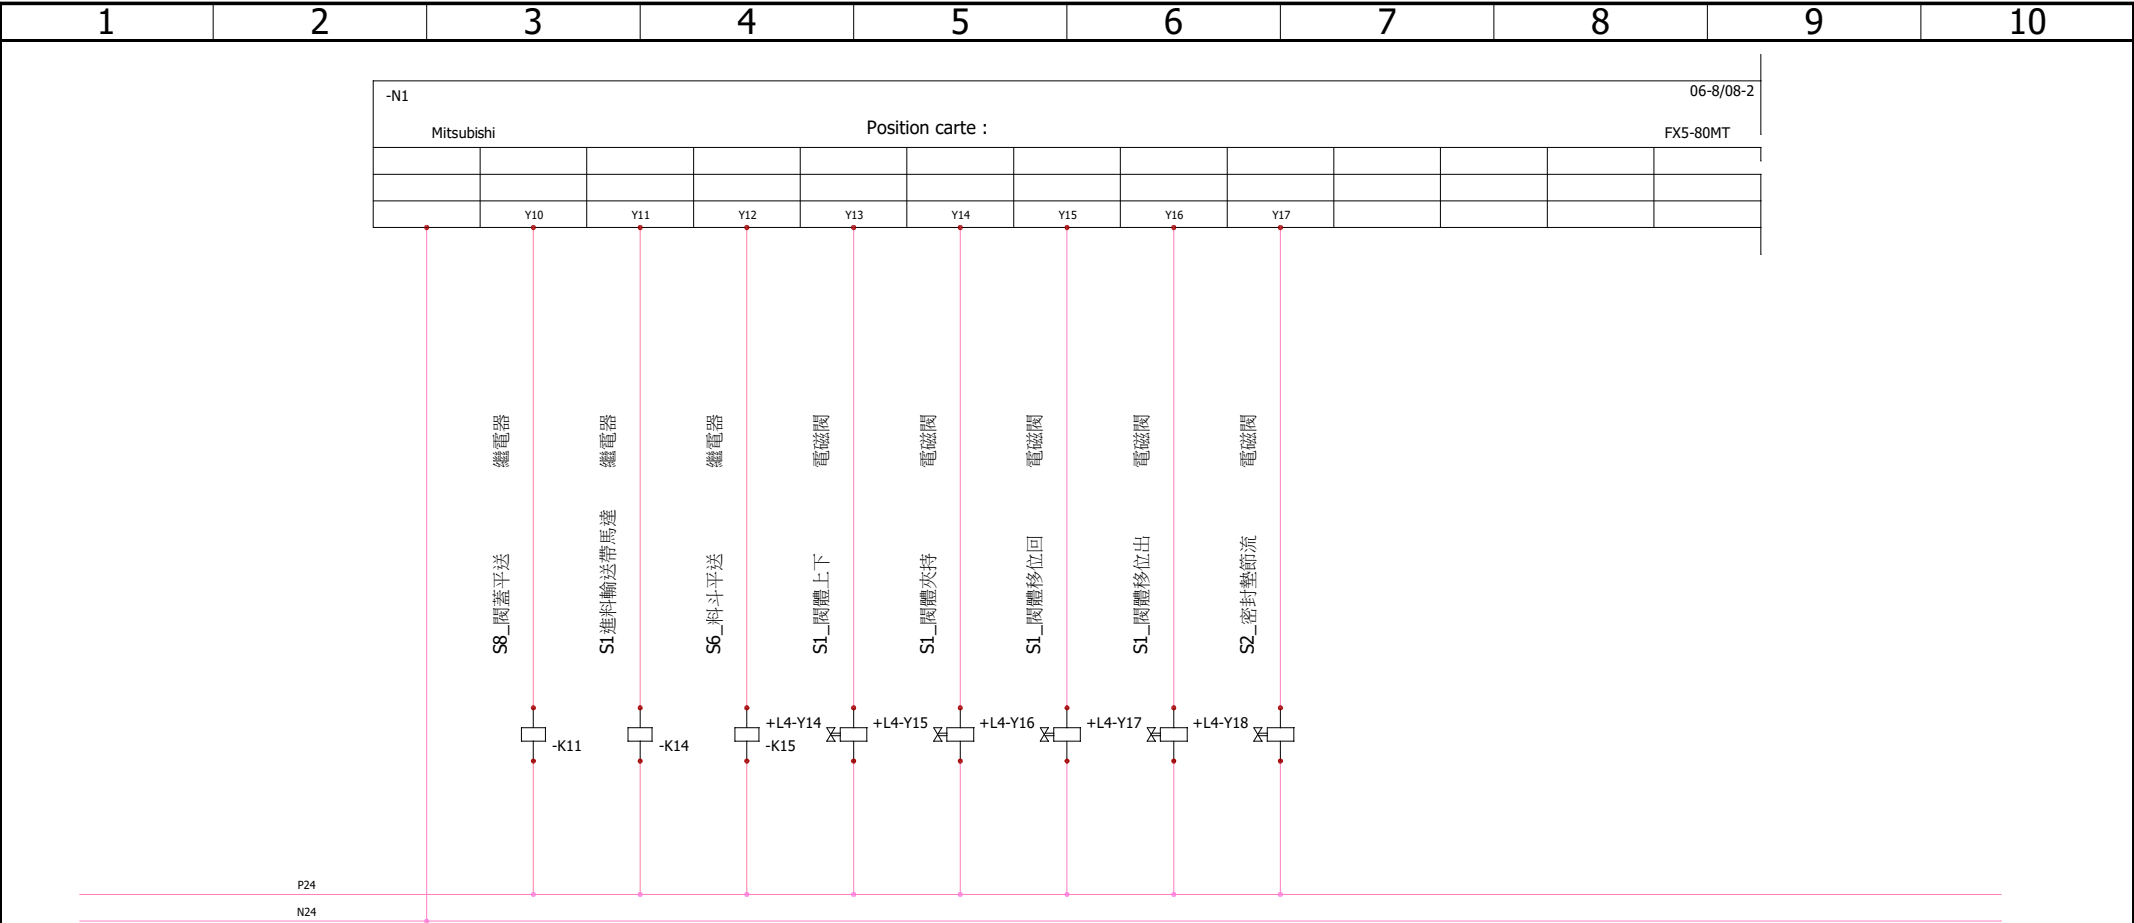 1 2 3 4 5 6 7 8 9 10
-N1 06-8/08-2
Mitsubishi Position carte : FX5-80MT
Y10 Y11 Y12 Y13 Y14 Y15 Y16 Y17
S8_閥蓋平送 繼電器
S1進料輸送帶馬達 繼電器
S6_料斗平送 繼電器
S1_閥體上下 電磁閥
S1_閥體夾持 電磁閥
S1_閥體移位回 電磁閥
S1_閥體移位出 電磁閥
S2_密封墊節流 電磁閥
+L4-Y14 +L4-Y15 +L4-Y16 +L4-Y17 +L4-Y18
-K11 -K14 -K15
P24
N24